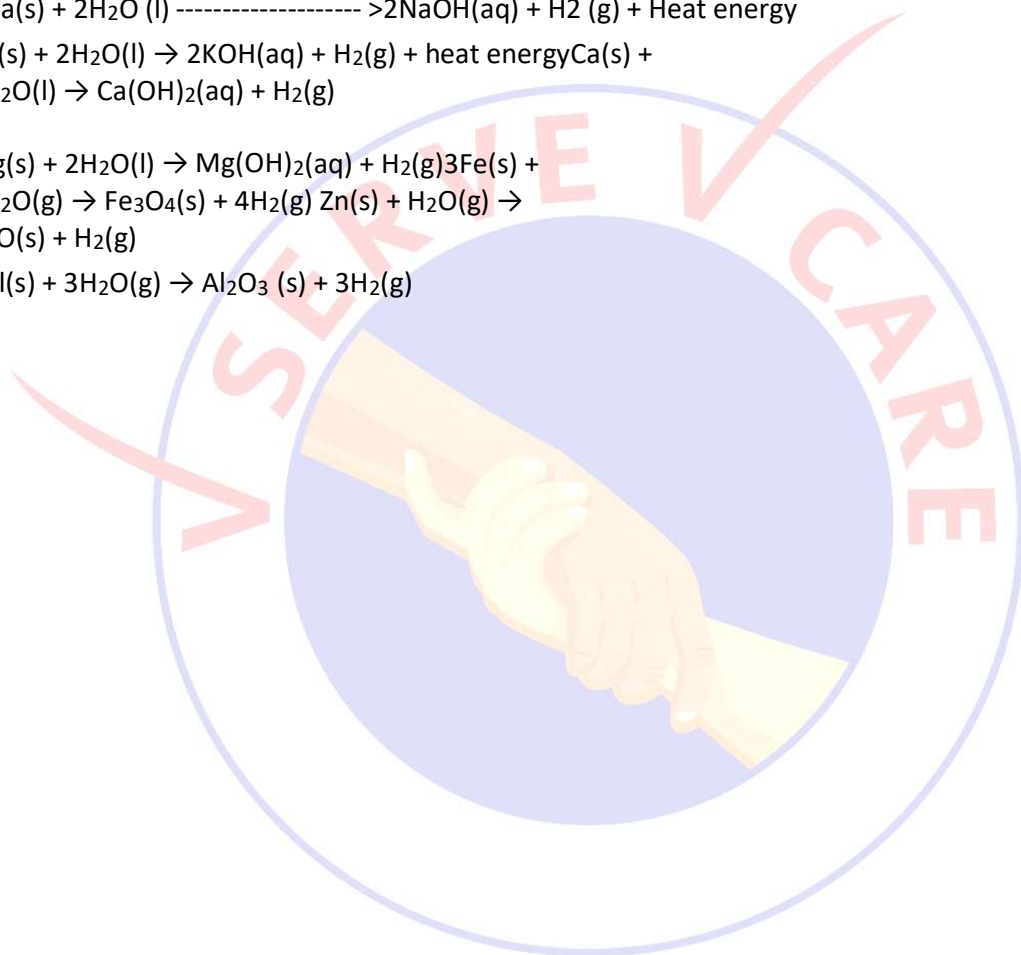 a(s) + 2H₂O (l) -------------------- >2NaOH(aq) + H2 (g) + Heat energy
(s) + 2H₂O(l) → 2KOH(aq) + H₂(g) + heat energyCa(s) +
₂O(l) → Ca(OH)₂(aq) + H₂(g)
g(s) + 2H₂O(l) → Mg(OH)₂(aq) + H₂(g)3Fe(s) +
₂O(g) → Fe₃O₄(s) + 4H₂(g) Zn(s) + H₂O(g) →
O(s) + H₂(g)
l(s) + 3H₂O(g) → Al₂O₃ (s) + 3H₂(g)
V SERVE V CARE